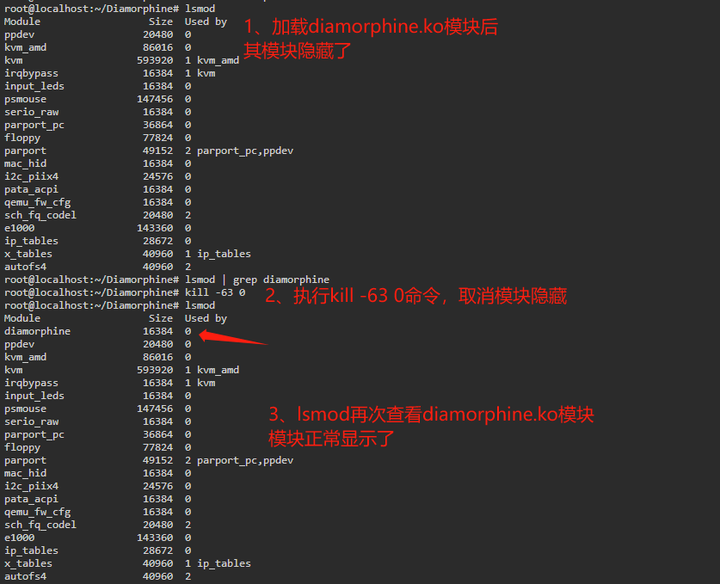 root@localhost:~/Diamorphine# lsmod
Module Size Used by
1、加载diamorphine.ko模块后
其模块隐藏了
ppdev 20480 0
kvm_amd 86016 0
kvm 593920 1 kvm_amd
irqbypass 16384 1 kvm
input_leds 16384 0
psmouse 147456 0
serio_raw 16384 0
parport_pc 36864 0
floppy 77824 0
parport 49152 2 parport_pc,ppdev
mac_hid 16384 0
i2c_piix4 24576 0
pata_acpi 16384 0
qemu_fw_cfg 16384 0
sch_fq_codel 20480 2
e1000 143360 0
ip_tables 28672 0
x_tables 40960 1 ip_tables
autofs4 40960 2
root@localhost:~/Diamorphine# lsmod | grep diamorphine
root@localhost:~/Diamorphine# kill -63 0
2、执行kill -63 0命令，取消模块隐藏
root@localhost:~/Diamorphine# lsmod
Module Size Used by
diamorphine 16384 0
ppdev 20480 0
kvm_amd 86016 0
kvm 593920 1 kvm_amd
irqbypass 16384 1 kvm
input_leds 16384 0
psmouse 147456 0
3、lsmod再次查看diamorphine.ko模块
模块正常显示了
serio_raw 16384 0
parport_pc 36864 0
floppy 77824 0
parport 49152 2 parport_pc,ppdev
mac_hid 16384 0
i2c_piix4 24576 0
pata_acpi 16384 0
qemu_fw_cfg 16384 0
sch_fq_codel 20480 2
e1000 143360 0
ip_tables 28672 0
x_tables 40960 1 ip_tables
autofs4 40960 2